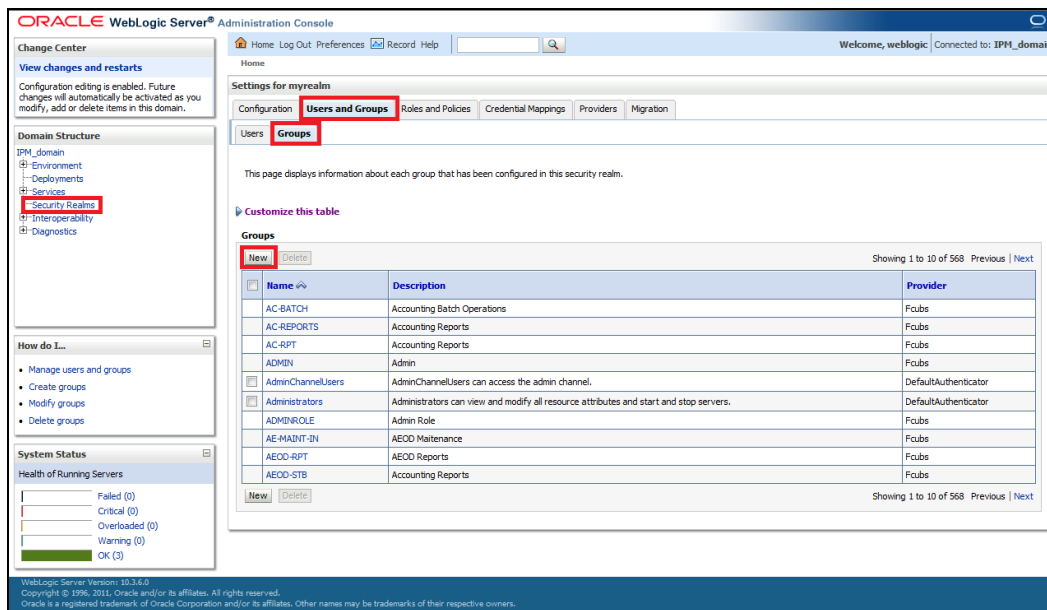 ORACLE WebLogic Server® Administration Console
Change Center
View changes and restarts
Configuration editing is enabled. Future
changes will automatically be activated as you
modify, add or delete items in this domain.
Domain Structure
IPM_domain
Environment
Deployments
Services
Security Realms
Interoperability
Diagnostics
How do I...
Manage users and groups
Create groups
Modify groups
Delete groups
System Status
Health of Running Servers
Failed (0)
Critical (0)
Overloaded (0)
Warning (0)
OK (3)
Home Log Out Preferences Record Help
Welcome, weblogic Connected to: IPM_domai
Home
Settings for myrealm
Configuration Users and Groups Roles and Policies Credential Mappings Providers Migration
Users Groups
This page displays information about each group that has been configured in this security realm.
Customize this table
Groups
New Delete Showing 1 to 10 of 568 Previous | Next
Name Description Provider
AC-BATCH Accounting Batch Operations Fcubs
AC-REPORTS Accounting Reports Fcubs
AC-RPT Accounting Reports Fcubs
ADMIN Admin Fcubs
AdminChannelUsers AdminChannelUsers can access the admin channel. DefaultAuthenticator
Administrators Administrators can view and modify all resource attributes and start and stop servers. DefaultAuthenticator
ADMINROLE Admin Role Fcubs
AE-MAINT-IN AEOD Maitenance Fcubs
AEOD-RPT AEOD Reports Fcubs
AEOD-STB Accounting Reports Fcubs
New Delete Showing 1 to 10 of 568 Previous | Next
WebLogic Server Version: 10.3.6.0
Copyright © 1996, 2011, Oracle and/or its affiliates. All rights reserved.
Oracle is a registered trademark of Oracle Corporation and/or its affiliates. Other names may be trademarks of their respective owners.